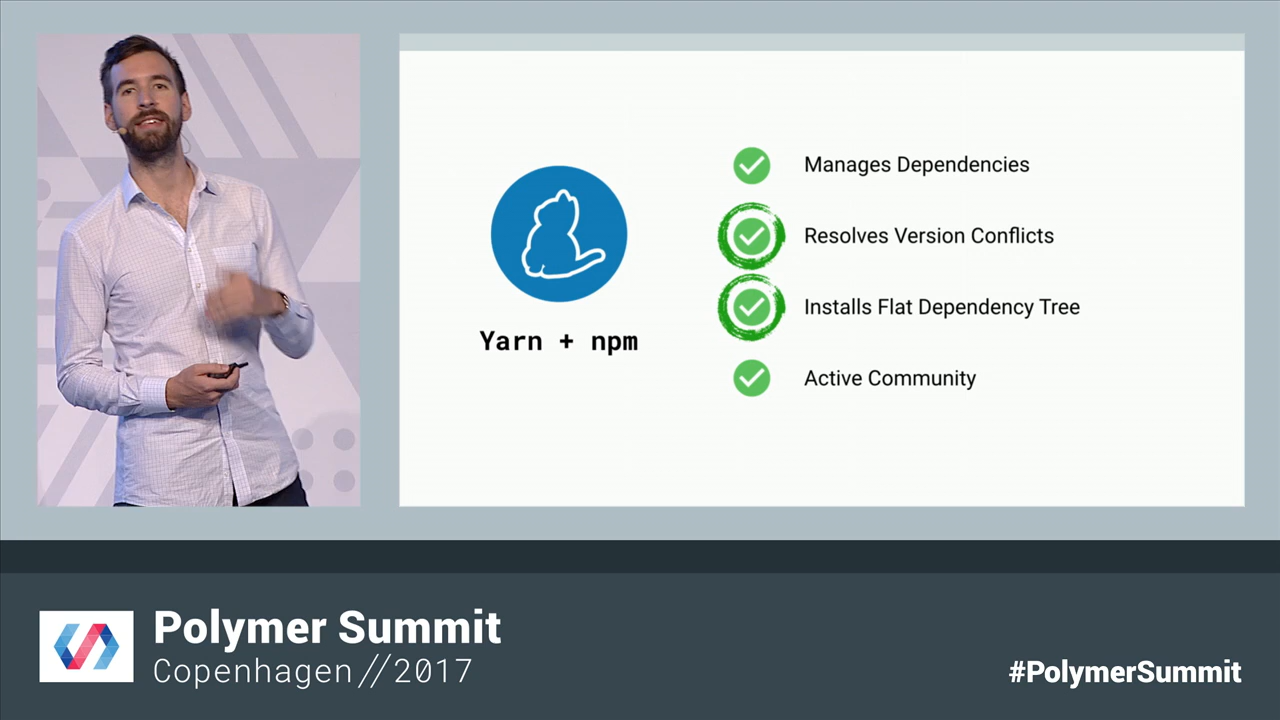 Manages Dependencies
Resolves Version Conflicts
Installs Flat Dependency Tree
Active Community
Yarn + npm
Polymer Summit
Copenhagen//2017
#PolymerSummit